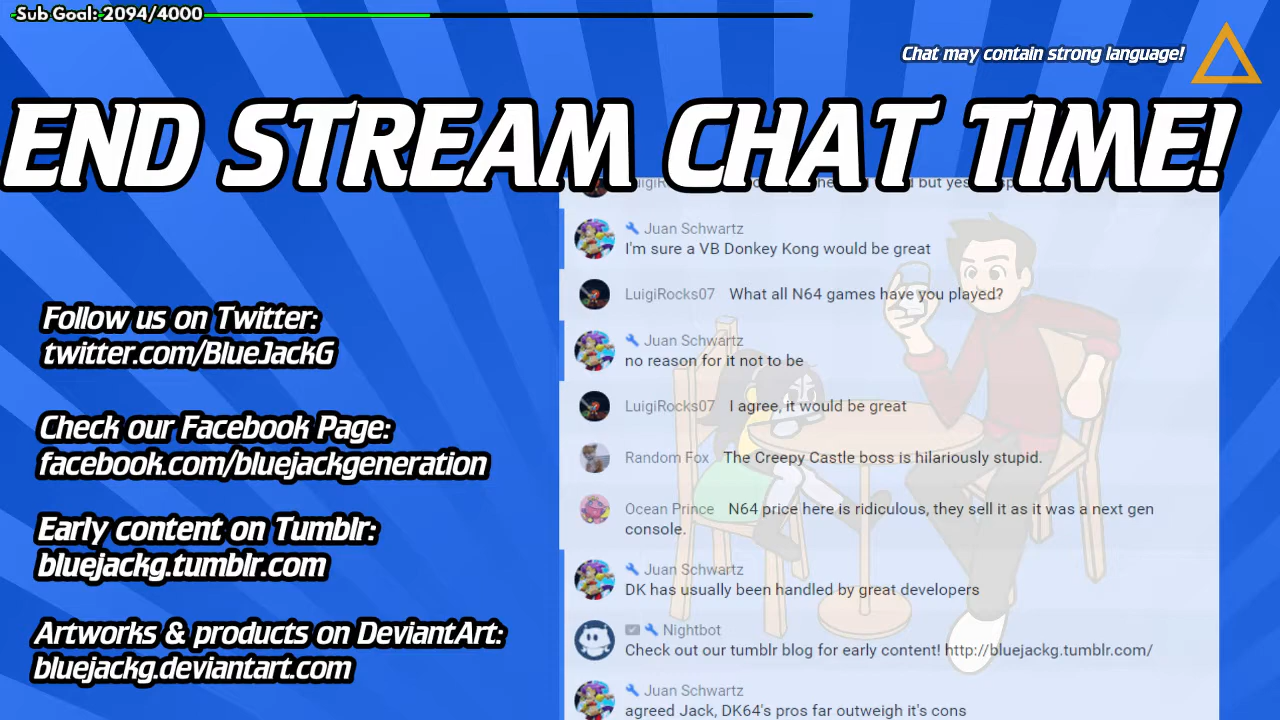 Sub Goal: 2094/4000
Chat may contain strong language!
END STREAM CHAT TIME!
but yes
Juan Schwartz
I'm sure a VB Donkey Kong would be great
LuigiRocks07 What all N64 games have you played?
Juan Schwartz
no reason for it not to be
LuigiRocks07 I agree, it would be great
Random Fox The Creepy Castle boss is hilariously stupid.
Ocean Prince N64 price here is ridiculous, they sell it as it was a next gen
console.
Juan Schwartz
DK has usually been handled by great developers
Nightbot
Check out our tumblr blog for early content! http://bluejackg.tumblr.com/
Juan Schwartz
agreed Jack, DK64's pros far outweigh it's cons
Follow us on Twitter:
twitter.com/BlueJackG
Check our Facebook Page:
facebook.com/bluejackgeneration
Early content on Tumblr:
bluejackg.tumblr.com
Artworks & products on DeviantArt:
bluejackg.deviantart.com